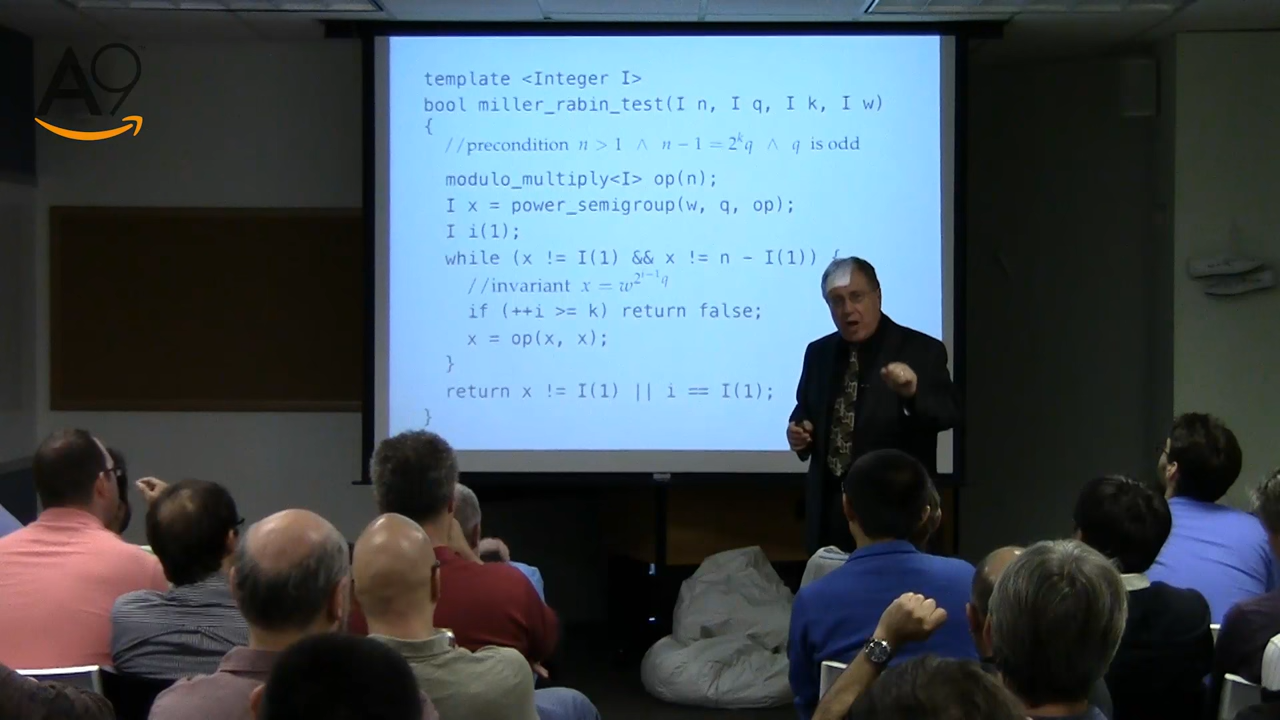 A9
template <Integer I>
bool miller_rabin_test(I n, I q, I k, I w)
{
//precondition n > 1 ∧ n − 1 = 2^k q ∧ q is odd
modulo_multiply<I> op(n);
I x = power_semigroup(w, q, op);
I i(1);
while (x != I(1) && x != n - I(1)) {
//invariant x = w^{2^{i−1}q}
if (++i >= k) return false;
x = op(x, x);
}
return x != I(1) || i == I(1);
}